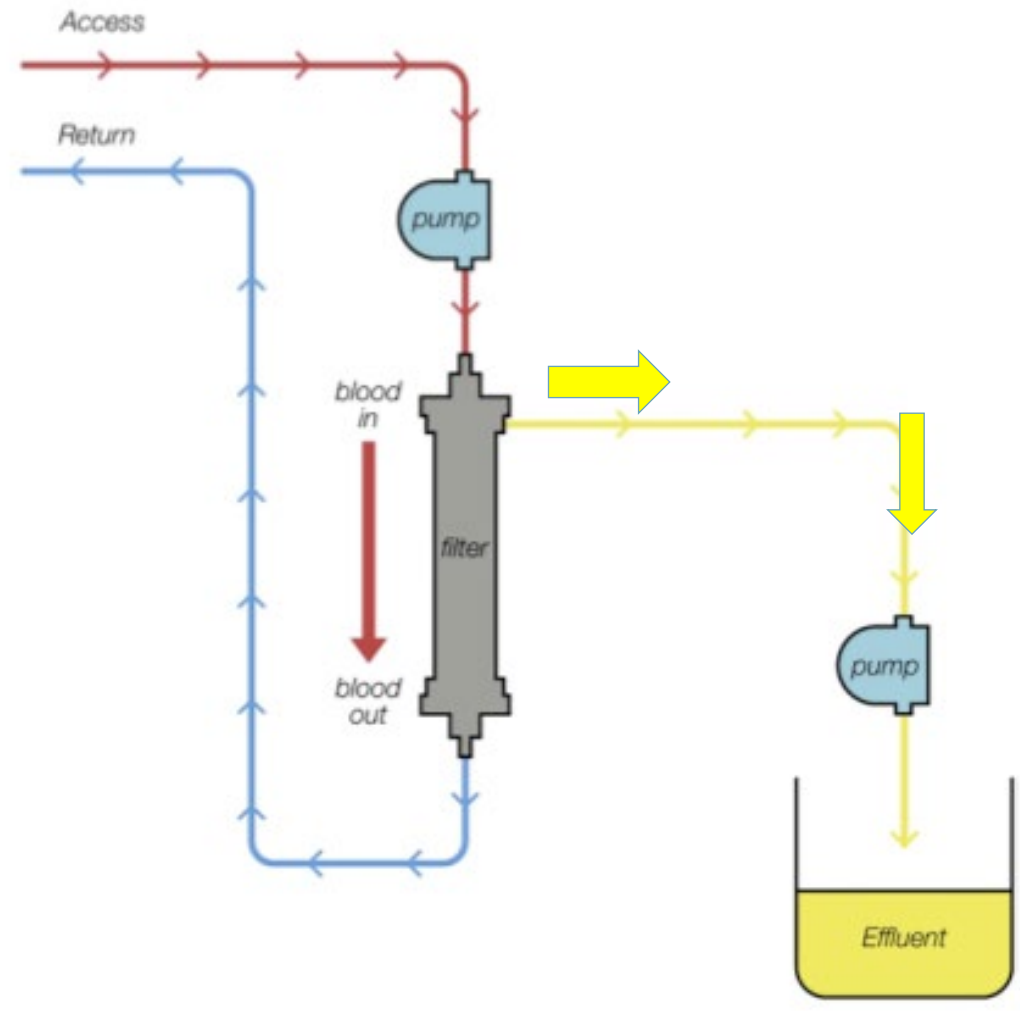 Access
Return
pump
blood
in
filter
blood
out
pump
Effluent